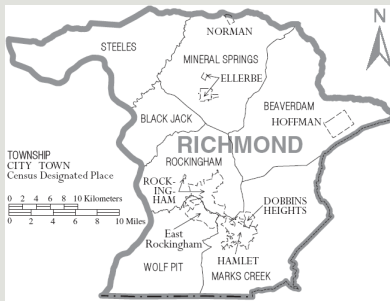 N
NORMAN
STEELES
MINERAL SPRINGS
ELLERBE
BEAVERDAM
HOFFMAN
BLACK JACK
RICHMOND
TOWNSHIP
CITY TOWN
Census Designated Place
ROCKINGHAM
ROCK-
ING-
HAM
0 2 4 6 8 10 Kilometers
0 2 4 6 8 10 Miles
DOBBINS
HEIGHTS
East
Rockingham
HAMLET
WOLF PIT
MARKS CREEK